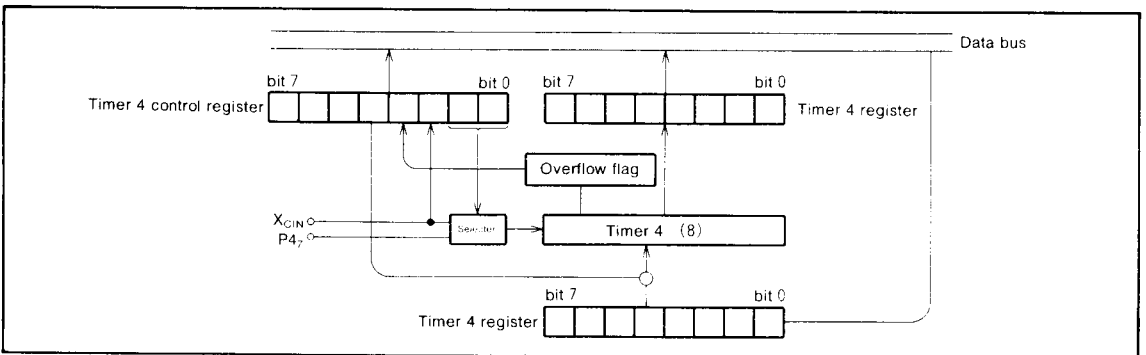 Data bus
bit 7 bit 0 bit 7 bit 0
Timer 4 control register Timer 4 register
Overflow flag
XCIN
Selecter Timer 4 (8)
P47
bit 7 bit 0
Timer 4 register